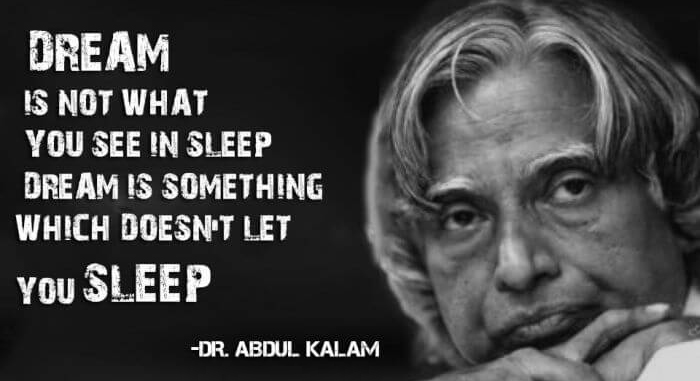 DREAM
IS NOT WHAT
YOU SEE IN SLEEP
DREAM IS SOMETHING
WHICH DOESN'T LET
YOU SLEEP
-DR. ABDUL KALAM